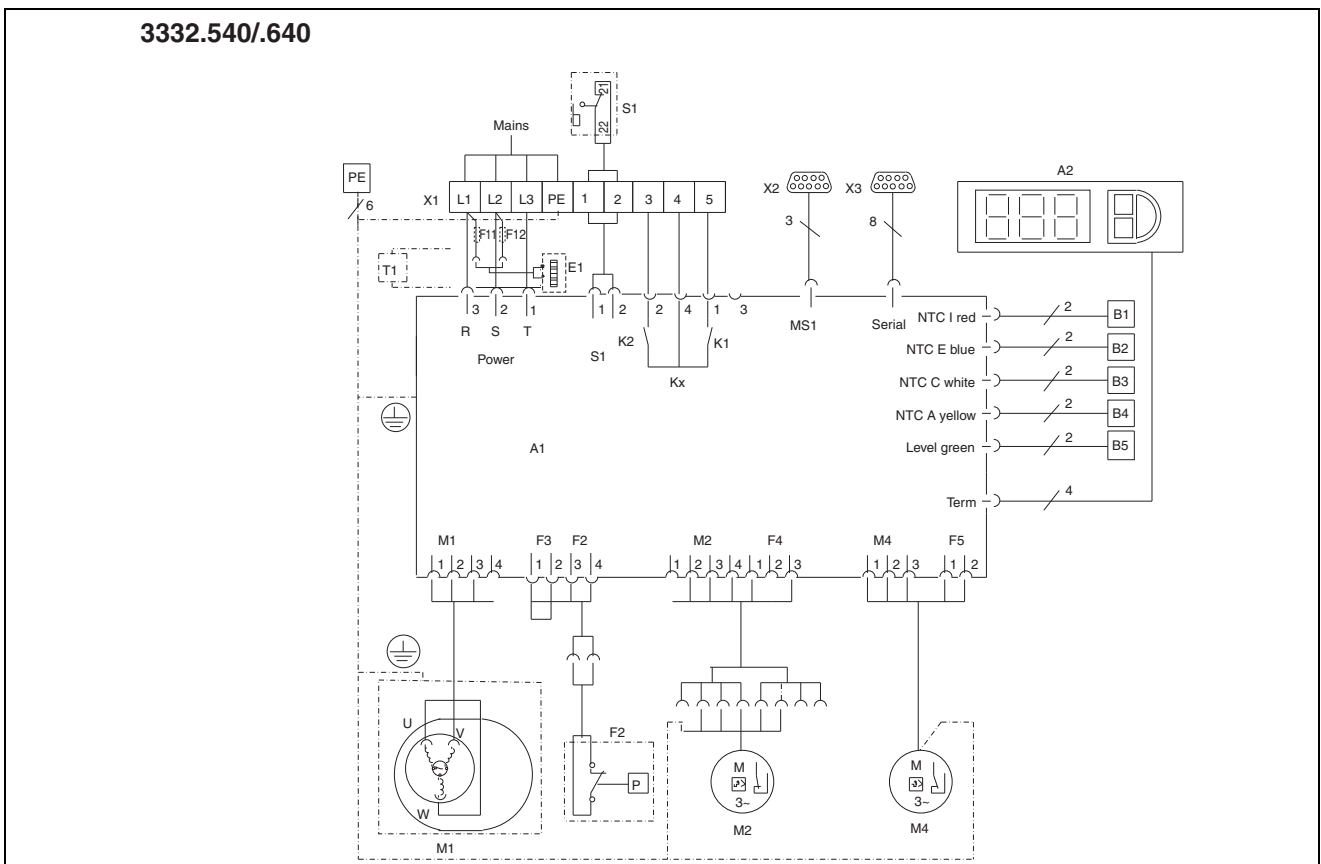 3332.540/.640
21
22
S1
Mains
A2
PE
6
X1 L1 L2 L3 PE 1 2 3 4 5
X2
X3
3
8
F11 F12
T1
E1
3 2 1 1 2 2 4 1 3
R S T
MS1 Serial
Power S1 K2 K1
Kx
NTC I red 2 B1
NTC E blue 2 B2
NTC C white 2 B3
NTC A yellow 2 B4
Level green 2 B5
A1
Term 4
M1 F3 F2 M2 F4 M4 F5
1 2 3 4 1 2 3 4 1 2 3 4 1 2 3 1 2 3 1 2
U V
W
M1
F2
P
M
3~
M2
M
3~
M4